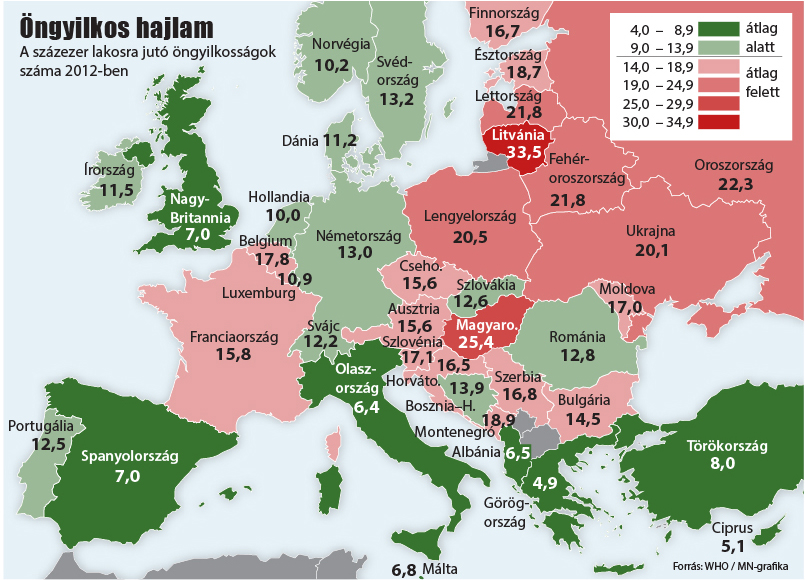 Öngyilkos hajlam
A százezer lakosra jutó öngyilkosságok
száma 2012-ben
4,0 – 8,9
9,0 – 13,9
átlag
alatt
14,0 – 18,9
19,0 – 24,9
25,0 – 29,9
30,0 – 34,9
átlag
felett
Finnország
16,7
Norvégia
10,2
Svéd-
ország
13,2
Észtország
18,7
Lettország
21,8
Litvánia
33,5
Dánia 11,2
Fehér-
oroszország
21,8
Oroszország
22,3
Írország
11,5
Nagy-
Britannia
7,0
Hollandia
10,0
Németország
13,0
Lengyelország
20,5
Ukrajna
20,1
Belgium
17,8
10,9
Luxemburg
Cseho.
15,6
Szlovákia
12,6
Moldova
17,0
Ausztria
15,6
Magyaro.
25,4
Románia
12,8
Franciaország
15,8
Svájc
12,2
Szlovénia
17,1
16,5
Horváto.
Olasz-
ország
6,4
13,9
Bosznia–H.
Szerbia
16,8
Bulgária
14,5
18,9
Montenegró
Albánia
6,5
Portugália
12,5
Spanyolország
7,0
4,9
Görög-
ország
Törökország
8,0
Ciprus
5,1
6,8 Málta
Forrás: WHO / MN-grafika